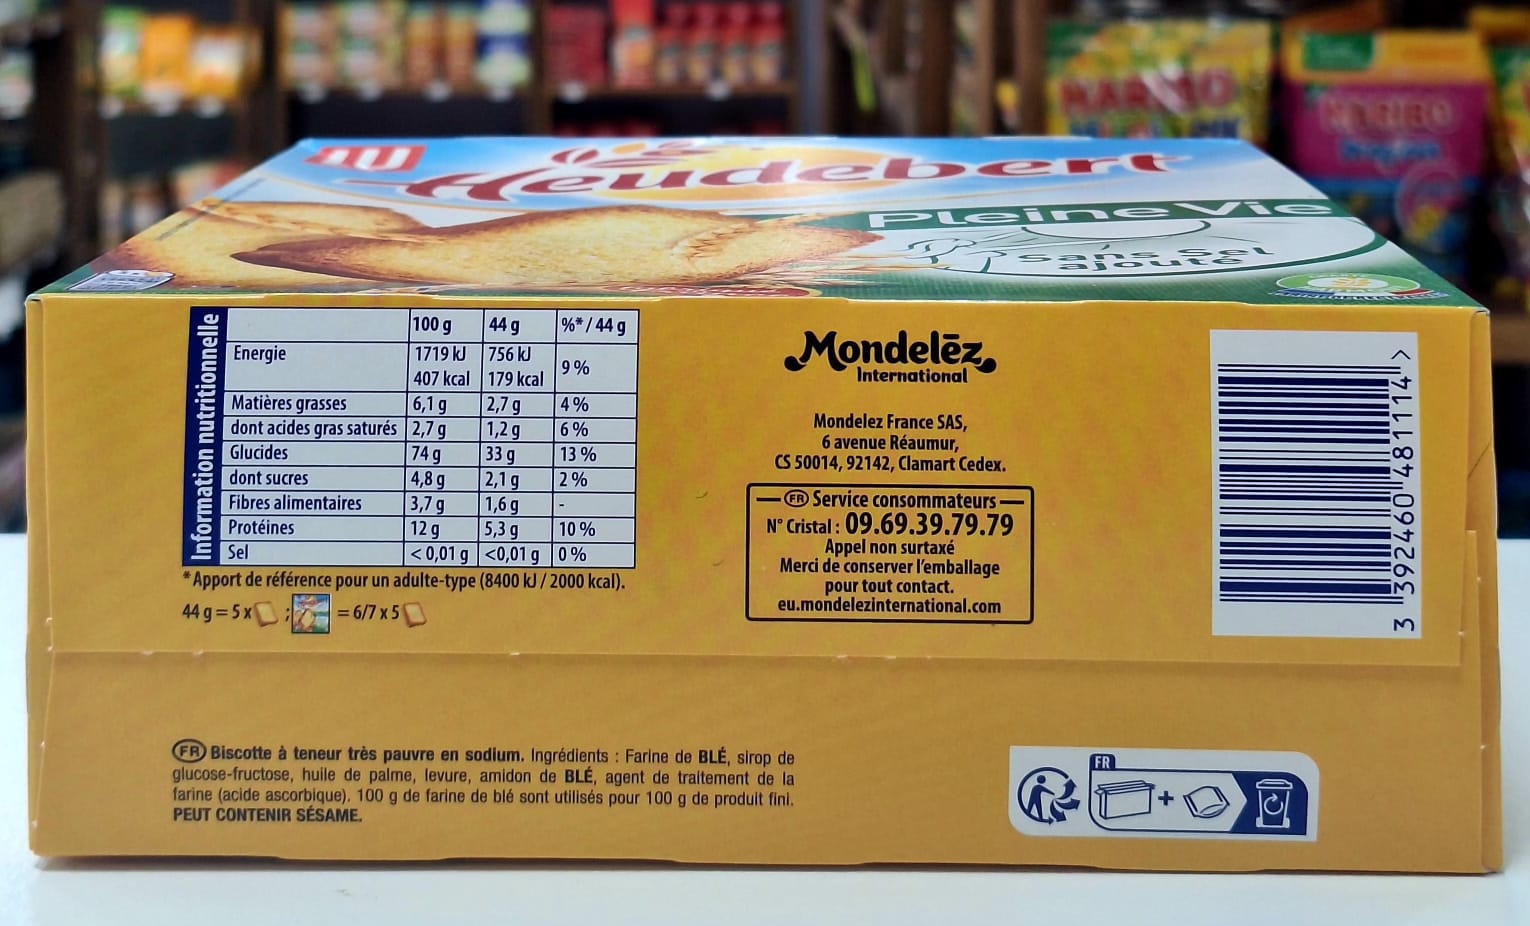 LU
Heudebert
Pleine Vie
Sans Sel
ajouté
HARIBO
HARIBO
Information nutritionnelle
100 g 44 g %* / 44 g
Energie 1719 kJ 756 kJ 9 %
407 kcal 179 kcal
Matières grasses 6,1 g 2,7 g 4 %
dont acides gras saturés 2,7 g 1,2 g 6 %
Glucides 74 g 33 g 13 %
dont sucres 4,8 g 2,1 g 2 %
Fibres alimentaires 3,7 g 1,6 g -
Protéines 12 g 5,3 g 10 %
Sel < 0,01 g <0,01 g 0 %
* Apport de référence pour un adulte-type (8400 kJ / 2000 kcal).
44 g = 5 x ; = 6/7 x 5
Mondelēz
International
Mondelez France SAS,
6 avenue Réaumur,
CS 50014, 92142, Clamart Cedex.
FR Service consommateurs
N° Cristal : 09.69.39.79.79
Appel non surtaxé
Merci de conserver l'emballage
pour tout contact.
eu.mondelezinternational.com
3 392460 481114 >
FR Biscotte à teneur très pauvre en sodium. Ingrédients : Farine de BLÉ, sirop de
glucose-fructose, huile de palme, levure, amidon de BLÉ, agent de traitement de la
farine (acide ascorbique). 100 g de farine de blé sont utilisés pour 100 g de produit fini.
PEUT CONTENIR SÉSAME.
FR
+